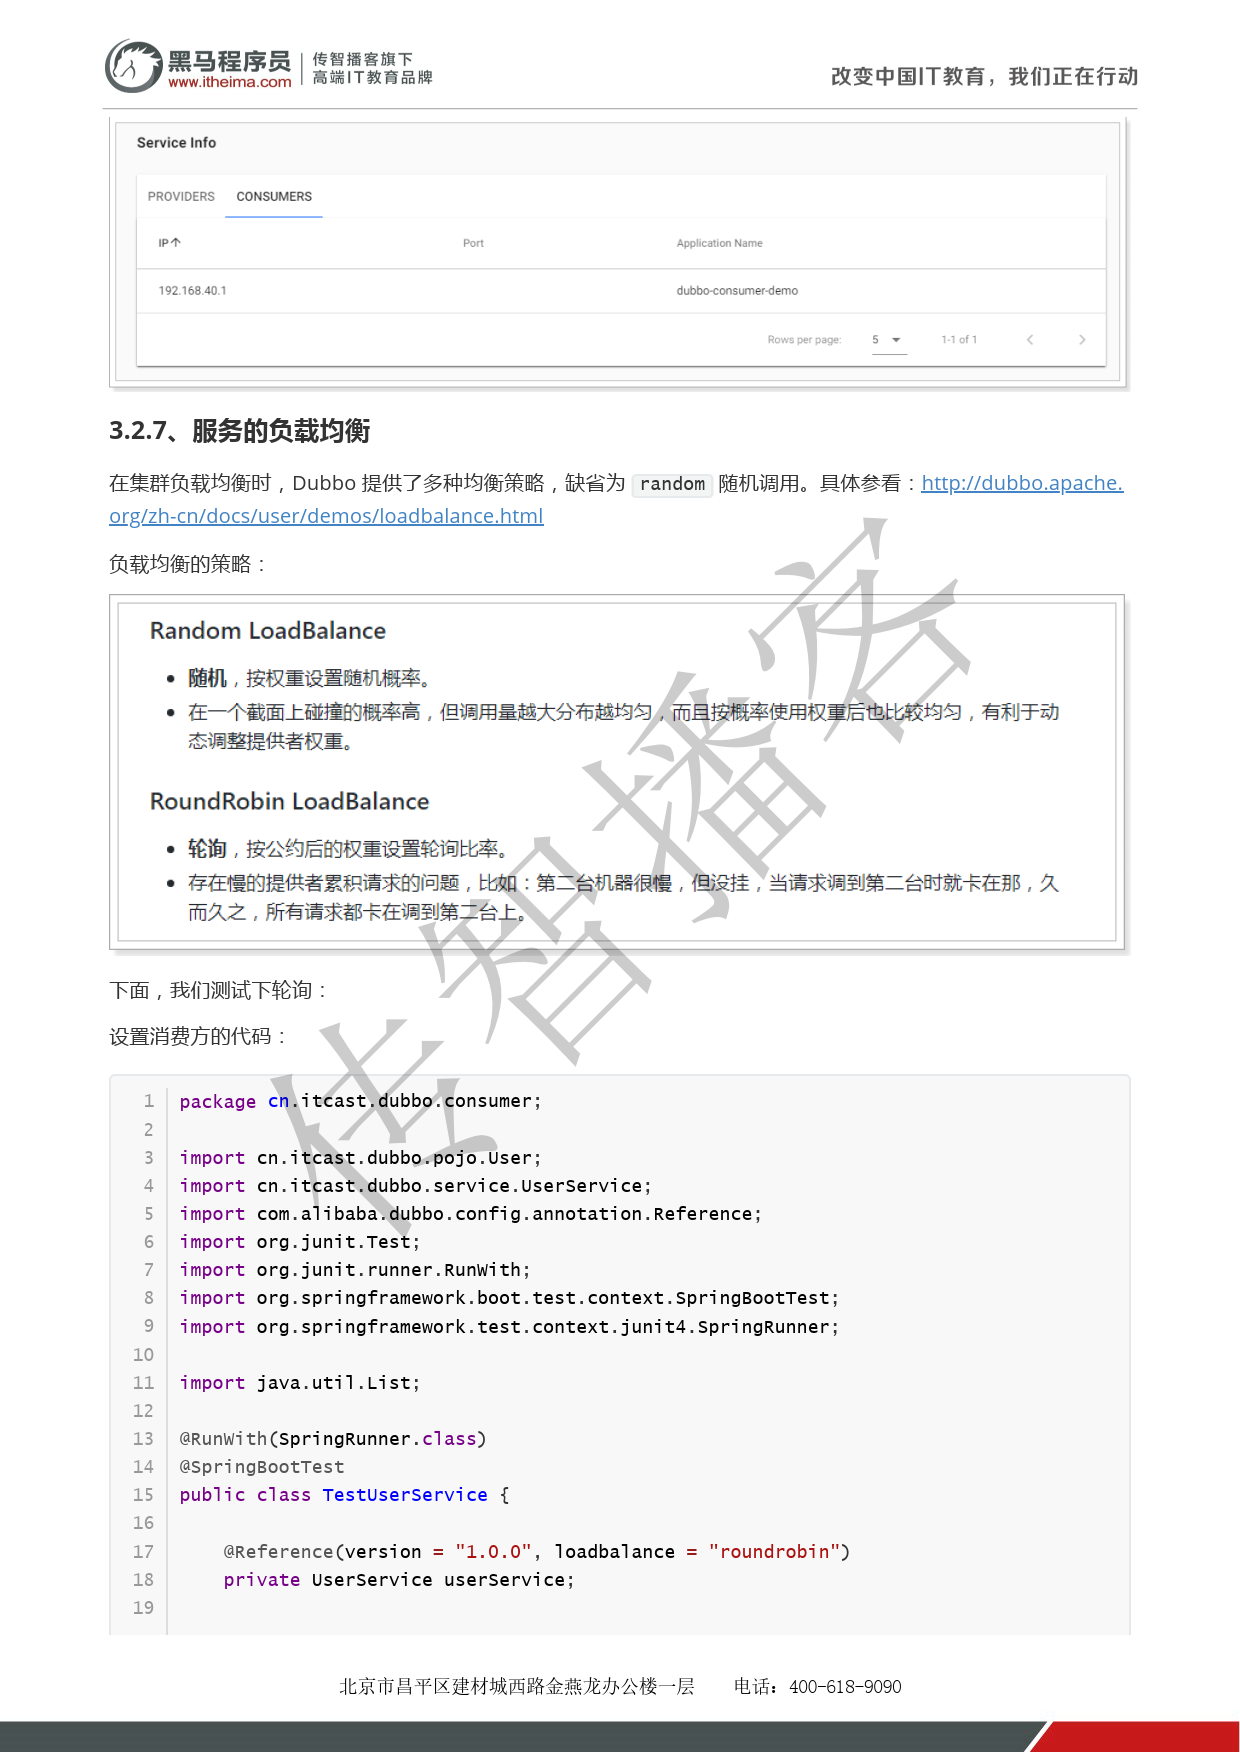 黑马程序员
www.itheima.com
传智播客旗下
高端IT教育品牌
改变中国IT教育，我们正在行动
Service Info
PROVIDERS CONSUMERS
IP↑ Port Application Name
192.168.40.1 dubbo-consumer-demo
Rows per page: 5 1-1 of 1
3.2.7、服务的负载均衡
在集群负载均衡时，Dubbo 提供了多种均衡策略，缺省为 random 随机调用。具体参看：http://dubbo.apache.
org/zh-cn/docs/user/demos/loadbalance.html
负载均衡的策略：
Random LoadBalance
• 随机，按权重设置随机概率。
• 在一个截面上碰撞的概率高，但调用量越大分布越均匀，而且按概率使用权重后也比较均匀，有利于动
态调整提供者权重。
RoundRobin LoadBalance
• 轮询，按公约后的权重设置轮询比率。
• 存在慢的提供者累积请求的问题，比如：第二台机器很慢，但没挂，当请求调到第二台时就卡在那，久
而久之，所有请求都卡在调到第二台上。
下面，我们测试下轮询：
设置消费方的代码：
1 package cn.itcast.dubbo.consumer;
2
3 import cn.itcast.dubbo.pojo.User;
4 import cn.itcast.dubbo.service.UserService;
5 import com.alibaba.dubbo.config.annotation.Reference;
6 import org.junit.Test;
7 import org.junit.runner.RunWith;
8 import org.springframework.boot.test.context.SpringBootTest;
9 import org.springframework.test.context.junit4.SpringRunner;
10
11 import java.util.List;
12
13 @RunWith(SpringRunner.class)
14 @SpringBootTest
15 public class TestUserService {
16
17 @Reference(version = "1.0.0", loadbalance = "roundrobin")
18 private UserService userService;
19
传智播客
北京市昌平区建材城西路金燕龙办公楼一层 电话：400-618-9090